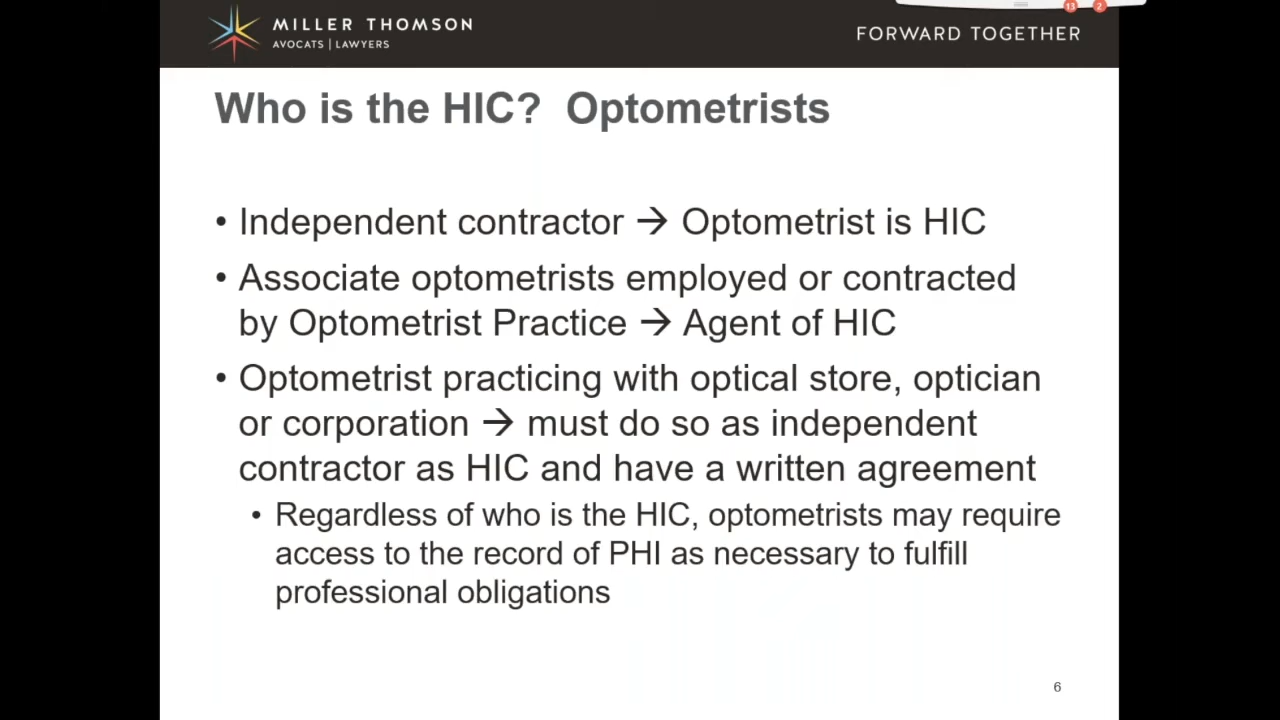 13 2
MILLER THOMSON
AVOCATS | LAWYERS
FORWARD TOGETHER
Who is the HIC? Optometrists
• Independent contractor → Optometrist is HIC
• Associate optometrists employed or contracted
by Optometrist Practice → Agent of HIC
• Optometrist practicing with optical store, optician
or corporation → must do so as independent
contractor as HIC and have a written agreement
• Regardless of who is the HIC, optometrists may require
access to the record of PHI as necessary to fulfill
professional obligations
6